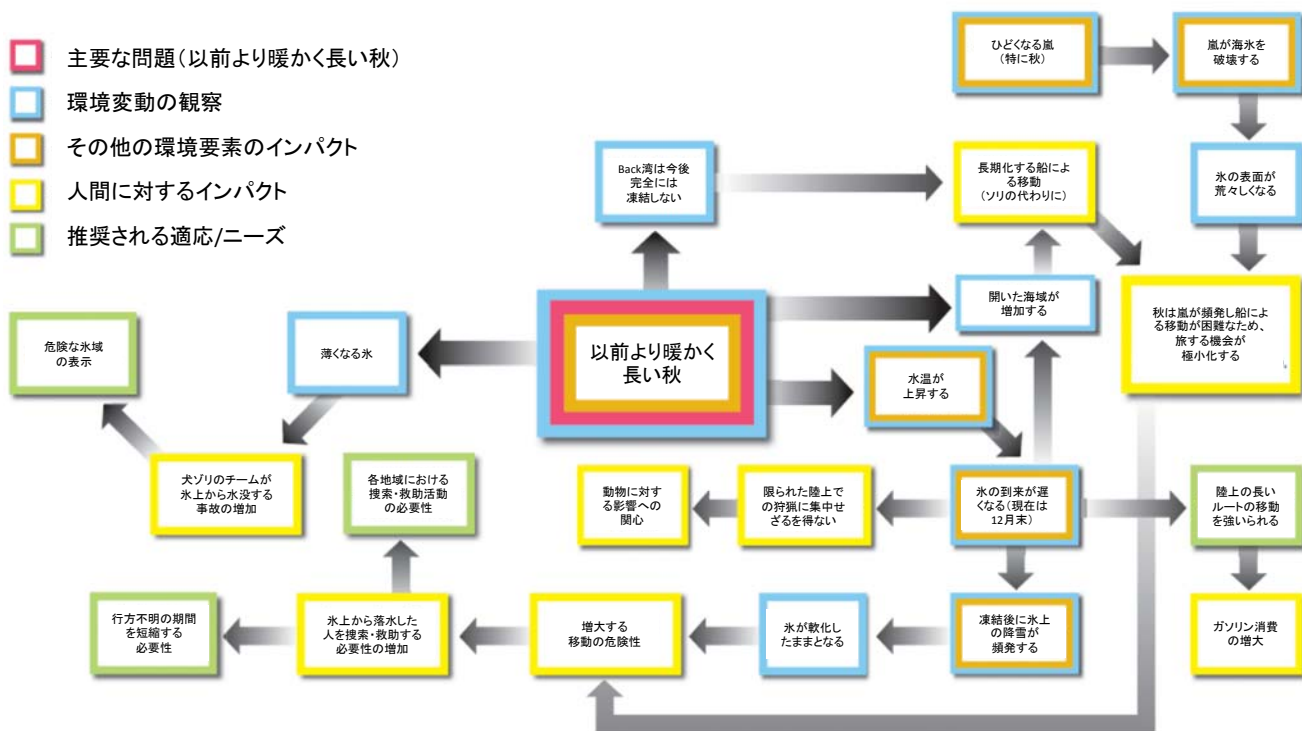 主要な問題(以前より暖かく長い秋)
環境変動の観察
その他の環境要素のインパクト
人間に対するインパクト
推奨される適応/ニーズ
ひどくなる嵐
(特に秋)
嵐が海氷を
破壊する
Back湾は今後
完全には
凍結しない
長期化する船によ
る移動
(ソリの代わりに)
氷の表面が
荒々しくなる
開いた海域が
増加する
秋は嵐が頻発し船によ
る移動が困難なため、
旅する機会が
極小化する
危険な氷域
の表示
薄くなる氷
以前より暖かく
長い秋
水温が
上昇する
犬ゾリのチームが
氷上から水没する
事故の増加
各地域における
捜索・救助活動
の必要性
動物に対す
る影響への
関心
限られた陸上で
の狩猟に集中せ
ざるを得ない
氷の到来が遅
くなる(現在は
12月末)
陸上の長い
ルートの移動
を強いられる
行方不明の期間
を短縮する
必要性
氷上から落水した
人を捜索・救助する
必要性の増加
増大する
移動の危険性
氷が軟化し
たままとなる
凍結後に氷上
の降雪が
頻発する
ガソリン消費
の増大